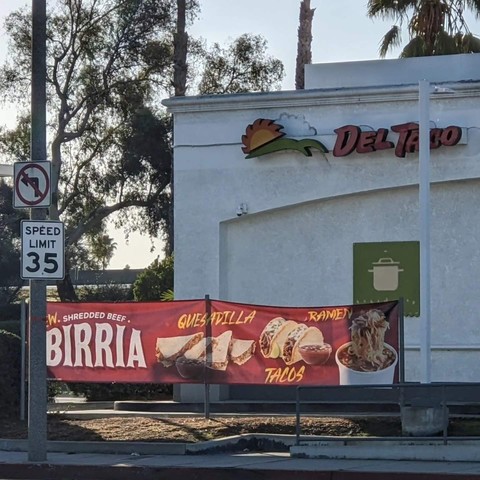 DEL TACO
SPEED
LIMIT
35
SHREDDED BEEF
BIRRIA
QUESADILLA
TACOS
RAMEN